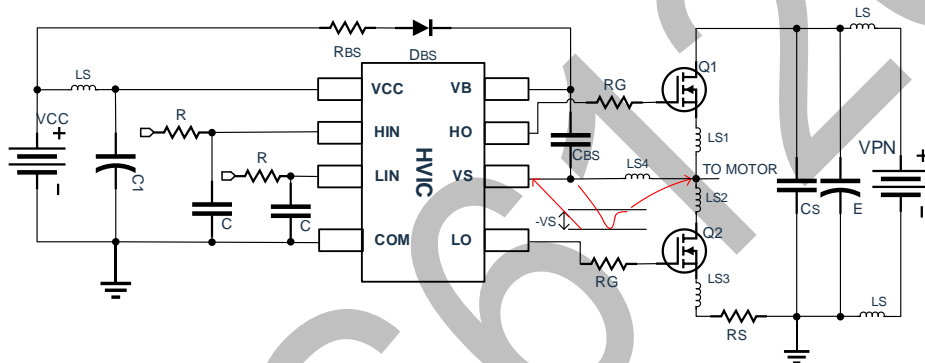 LS
RBS
DBS
Q1
LS
VCC
VB
RG
VCC
+
R
HIN
HO
LS1
VPN
+
C1
R
LIN
HVIC
VS
CBS
LS4
TO MOTOR
LS2
CS
E
C
C
-VS
Q2
COM
LO
RG
LS3
LS
RS
6612